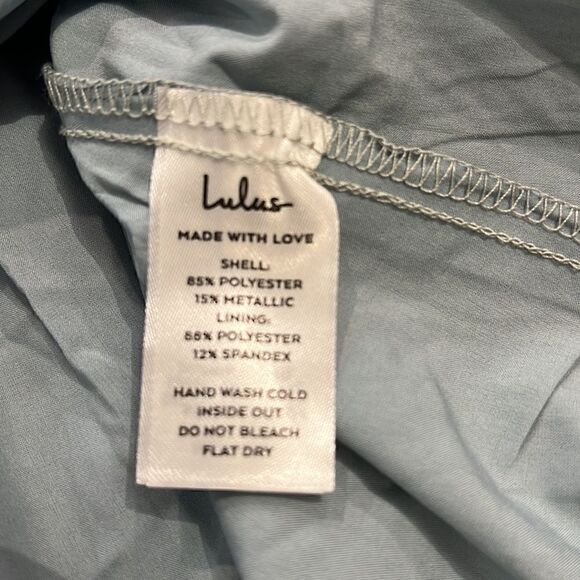 Lulus
MADE WITH LOVE
SHELL:
85% POLYESTER
15% METALLIC
LINING:
88% POLYESTER
12% SPANDEX
HAND WASH COLD
INSIDE OUT
DO NOT BLEACH
FLAT DRY